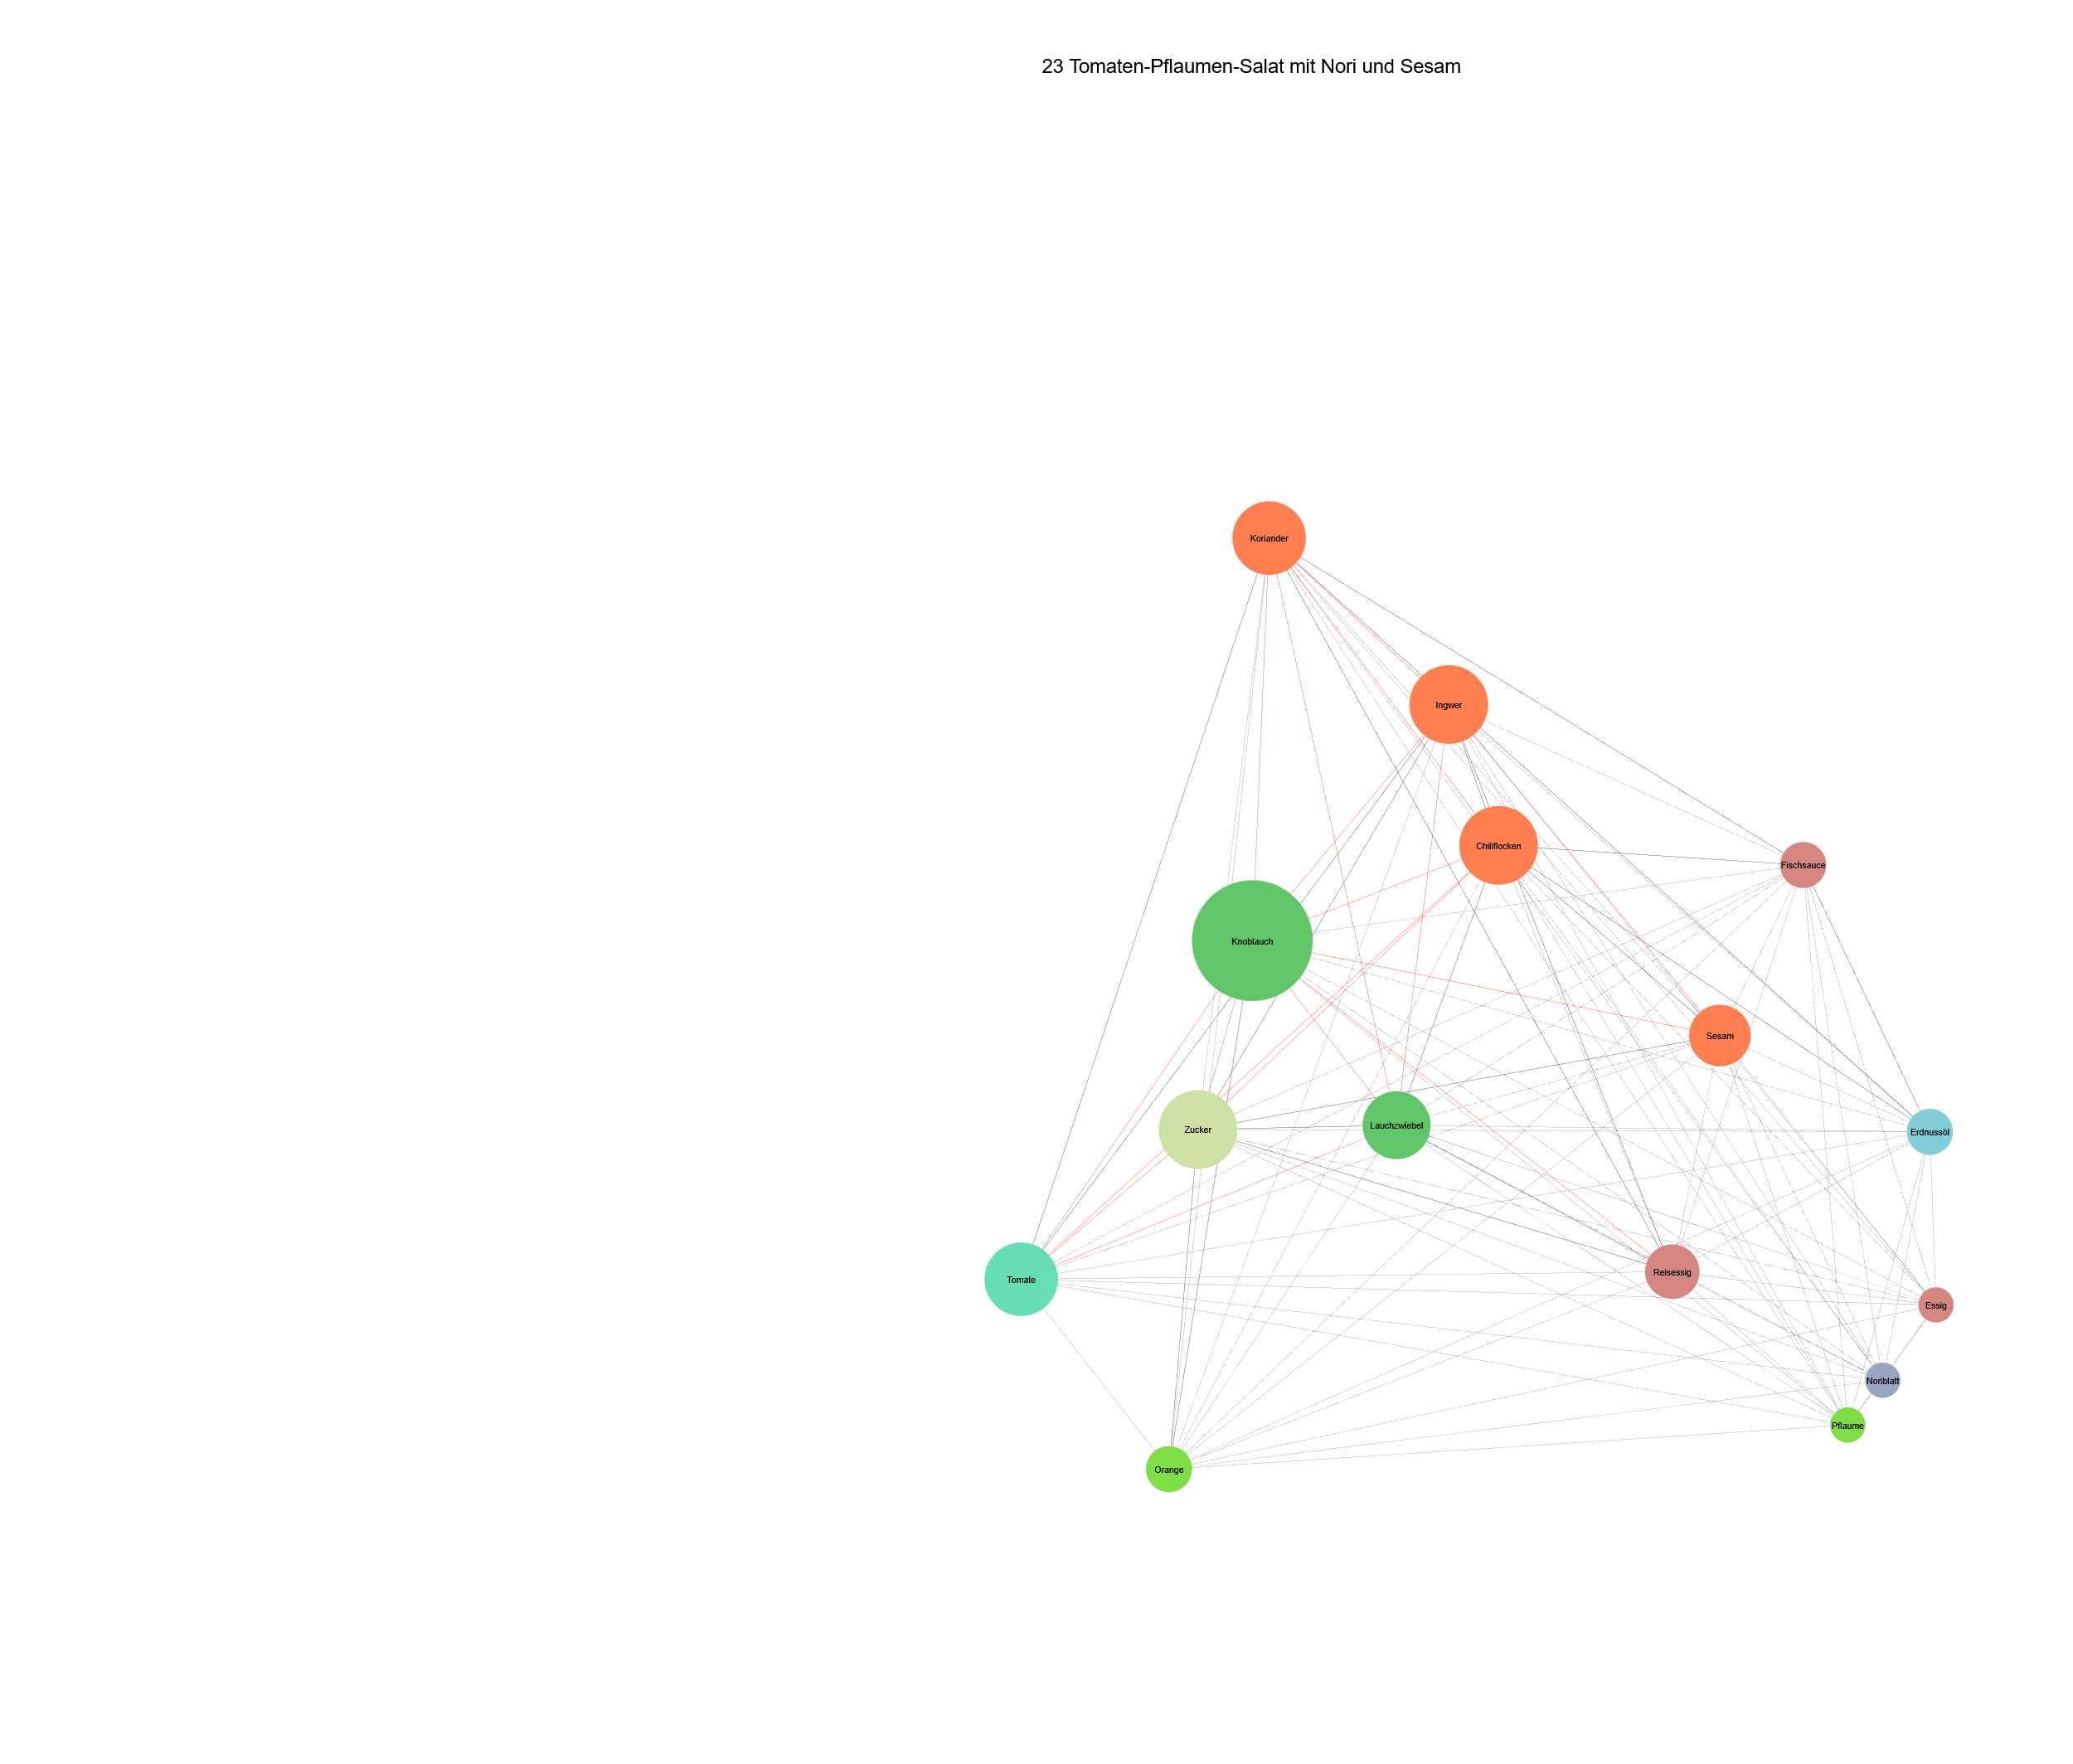 23 Tomaten-Pflaumen-Salat mit Nori und Sesam
Koriander
Ingwer
Chiliflocken
Fischsauce
Knoblauch
Sesam
Zucker
Lauchzwiebel
Erdnussöl
Tomate
Reisessig
Essig
Noriblatt
Pflaume
Orange